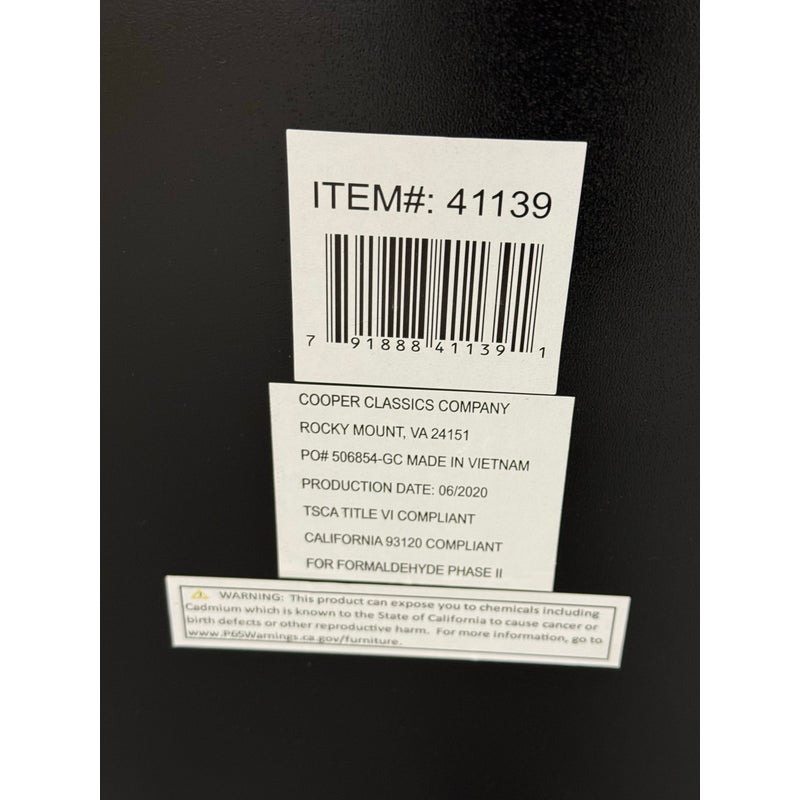 ITEM#: 41139
7 91888 41139 1
COOPER CLASSICS COMPANY
ROCKY MOUNT, VA 24151
PO# 506854-GC MADE IN VIETNAM
PRODUCTION DATE: 06/2020
TSCA TITLE VI COMPLIANT
CALIFORNIA 93120 COMPLIANT
FOR FORMALDEHYDE PHASE II
WARNING: This product can expose you to chemicals including
Cadmium which is known to the State of California to cause cancer or
birth defects or other reproductive harm. For more information, go to
www.P65Warnings.ca.gov/furniture.